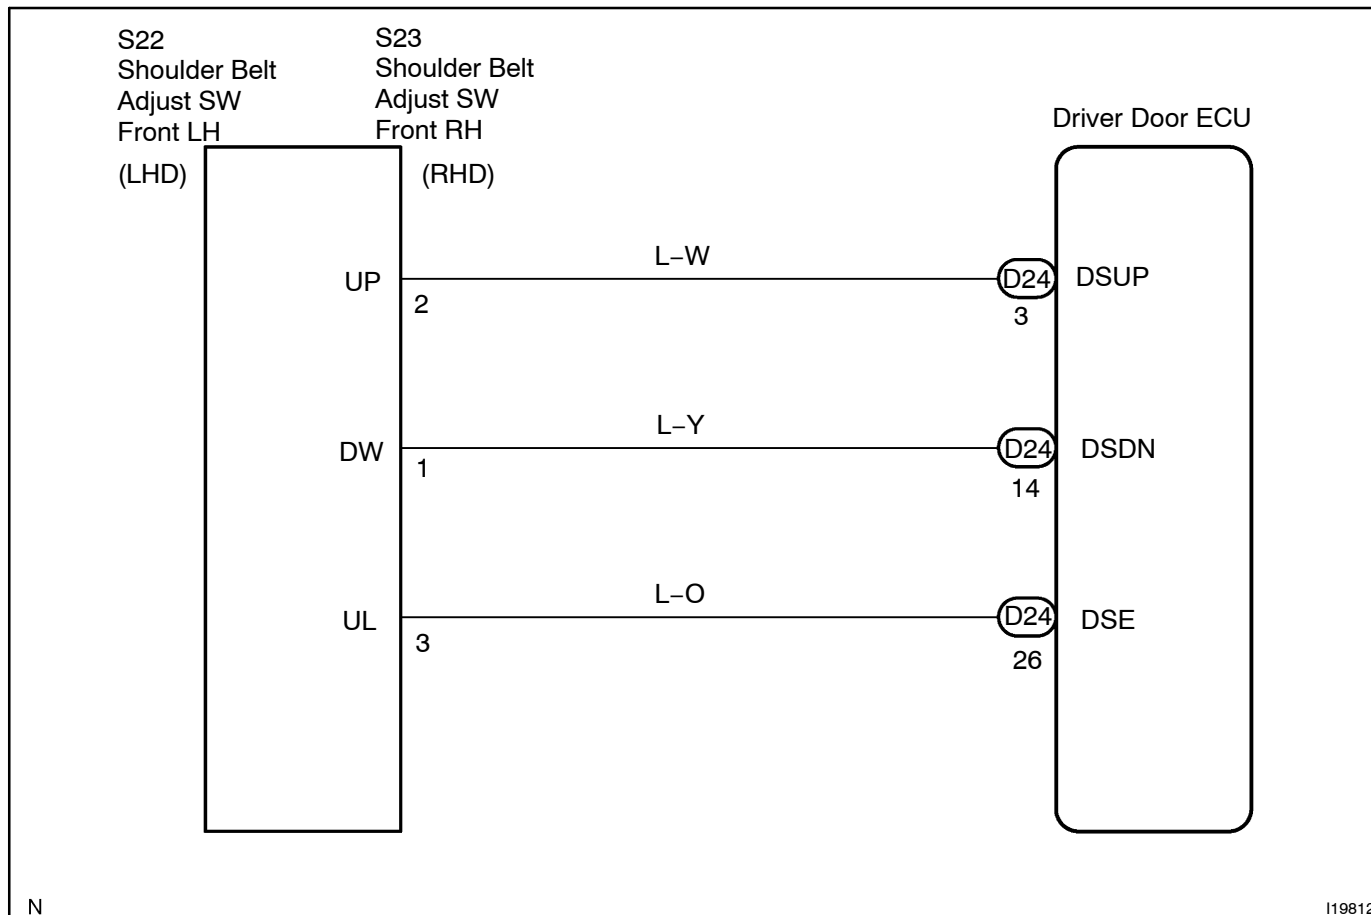 S22
Shoulder Belt
Adjust SW
Front LH
(LHD)
S23
Shoulder Belt
Adjust SW
Front RH
(RHD)
Driver Door ECU
UP
2
L−W
D24
3
DSUP
DW
1
L−Y
D24
14
DSDN
UL
3
L−O
D24
26
DSE
N
I19812